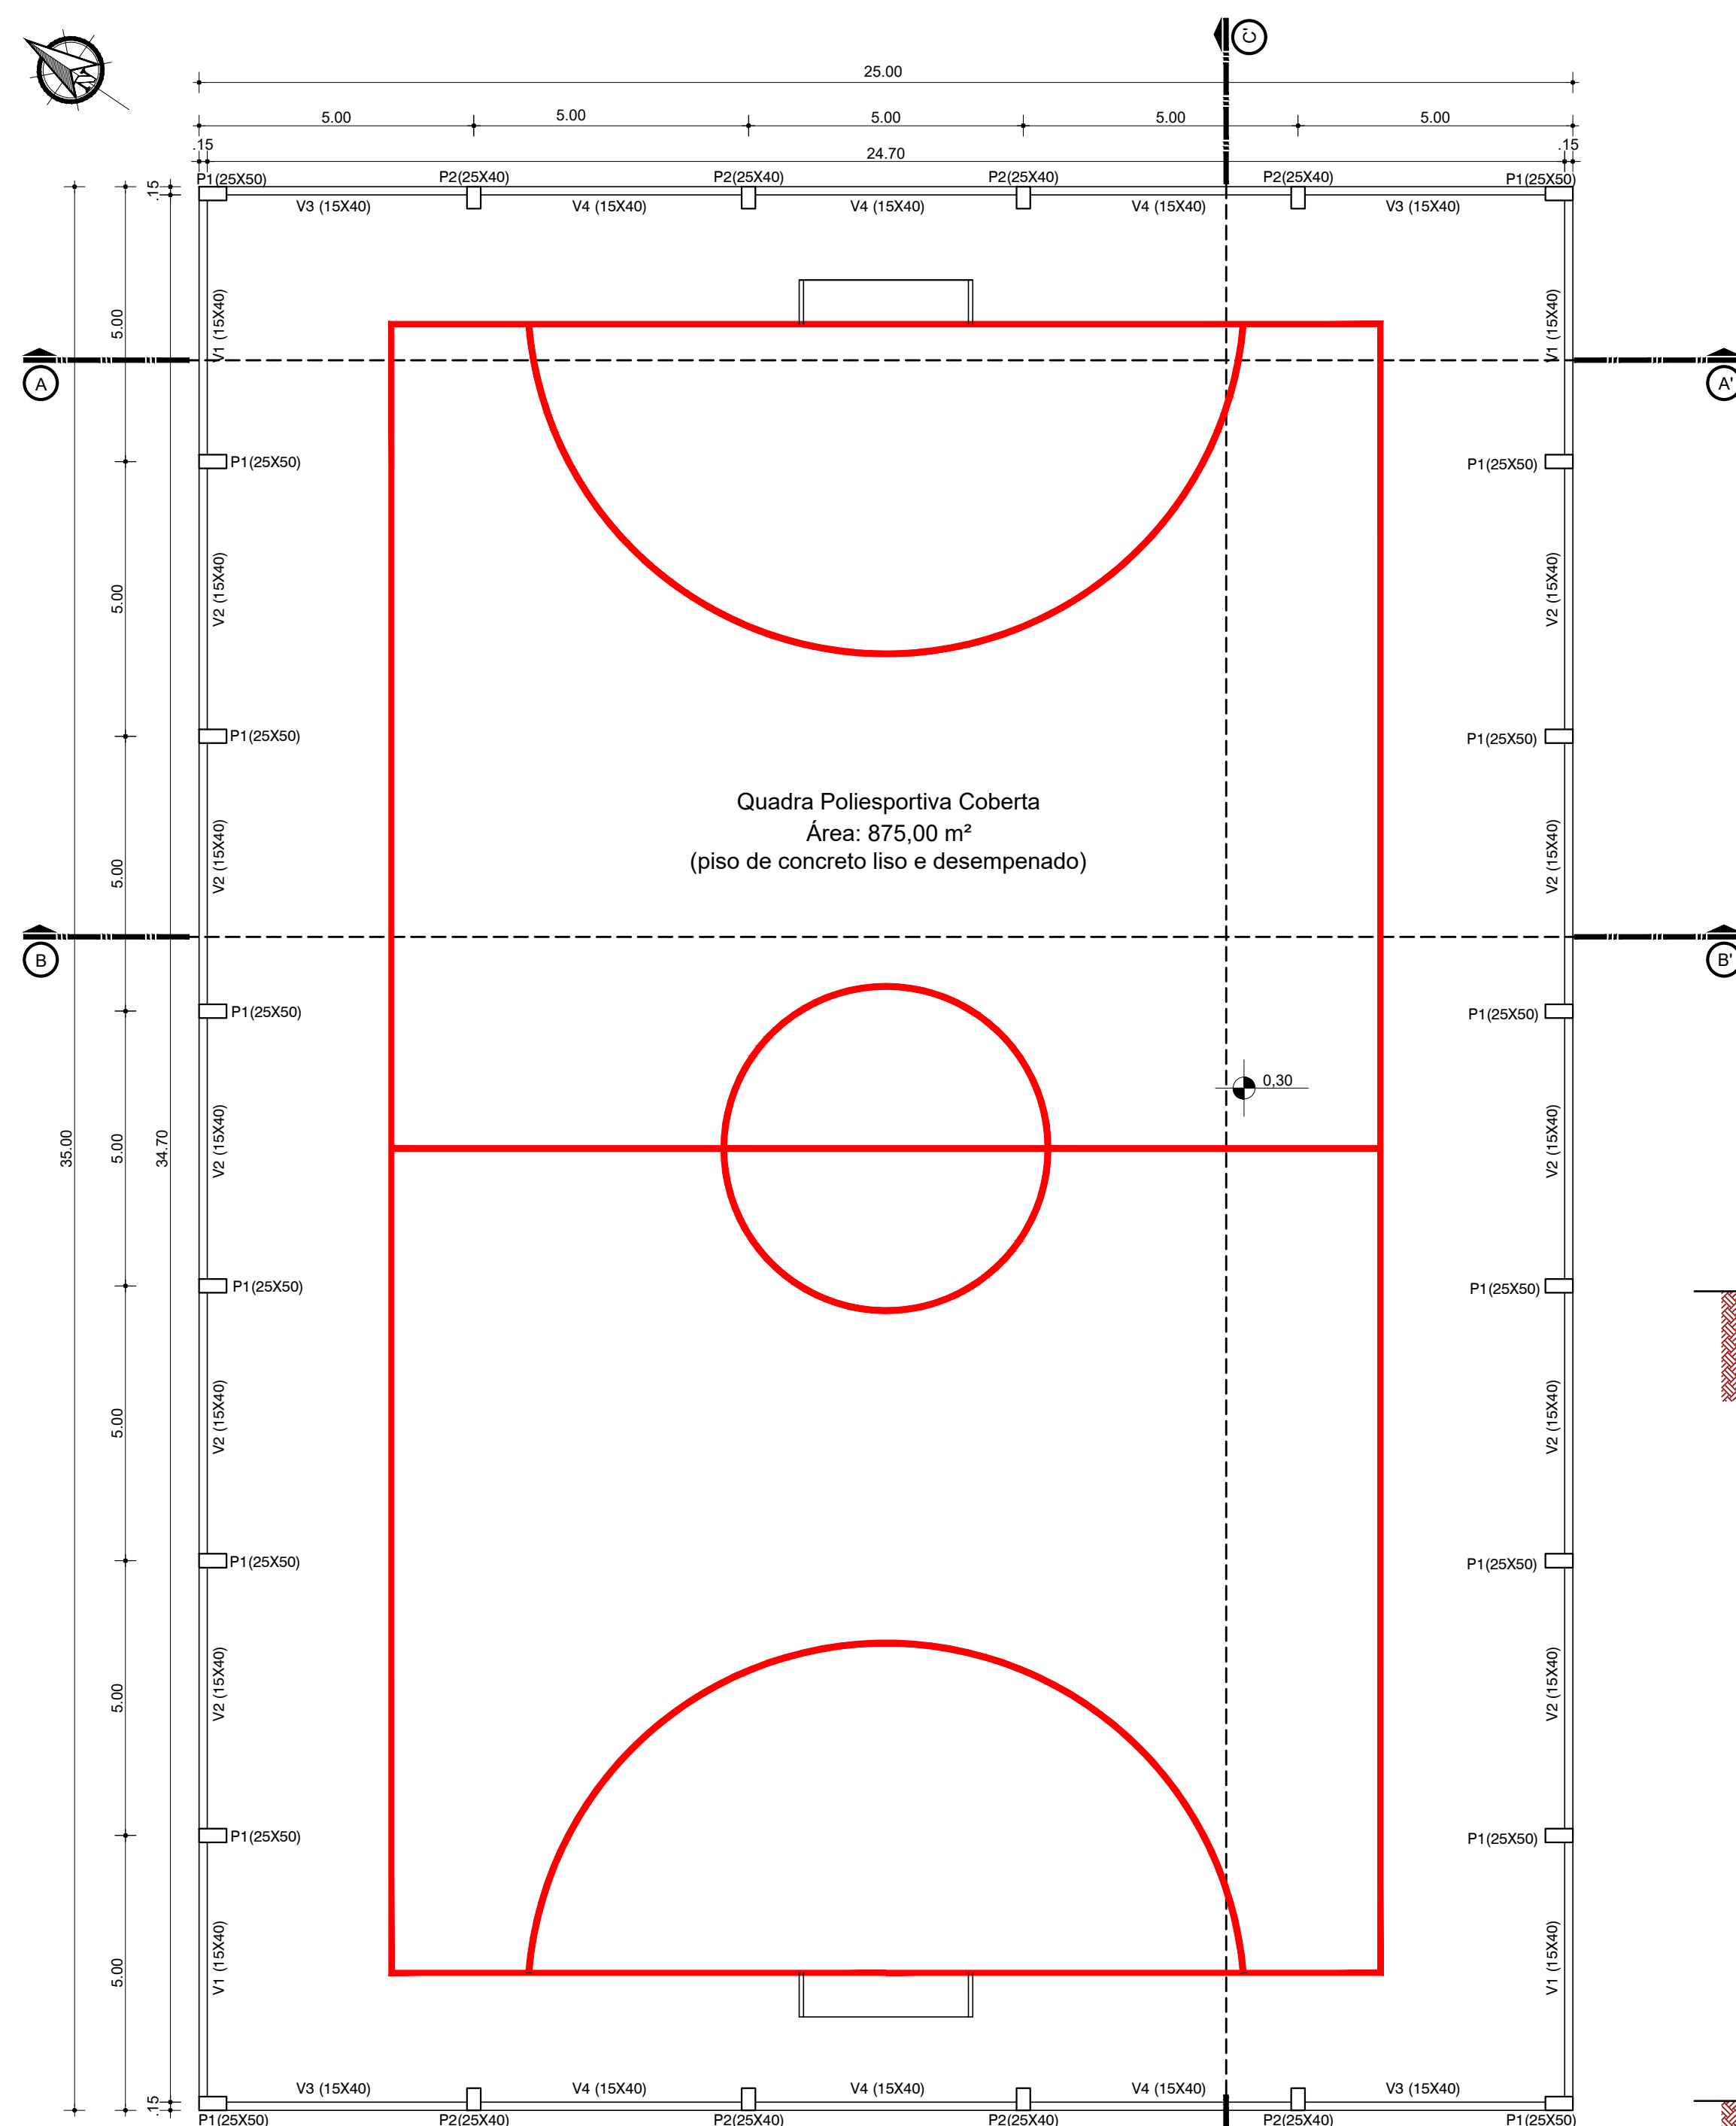 C'
25.00
5.00 5.00 5.00 5.00 5.00
.15 24.70 .15
P1(25X50) P2(25X40) P2(25X40) P2(25X40) P2(25X40) P1(25X50)
.15
V3 (15X40) V4 (15X40) V4 (15X40) V4 (15X40) V3 (15X40)
5.00 V1 (15X40) V1 (15X40)
A A'
P1(25X50) P1(25X50)
5.00 V2 (15X40) V2 (15X40)
P1(25X50) P1(25X50)
Quadra Poliesportiva Coberta
Área: 875,00 m²
(piso de concreto liso e desempenado)
5.00 V2 (15X40) V2 (15X40)
B B'
P1(25X50) P1(25X50)
0,30
35.00 5.00 34.70 V2 (15X40) V2 (15X40)
P1(25X50) P1(25X50)
5.00 V2 (15X40) V2 (15X40)
P1(25X50) P1(25X50)
5.00 V2 (15X40) V2 (15X40)
P1(25X50) P1(25X50)
5.00 V1 (15X40) V1 (15X40)
V3 (15X40) V4 (15X40) V4 (15X40) V4 (15X40) V3 (15X40)
.15
P1(25X50) P2(25X40) P2(25X40) P2(25X40) P2(25X40) P1(25X50)